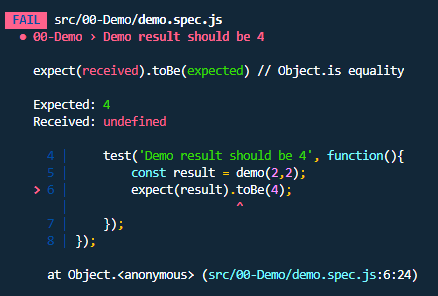 FAIL src/00-Demo/demo.spec.js
● 00-Demo › Demo result should be 4
expect(received).toBe(expected) // Object.is equality
Expected: 4
Received: undefined
4 | test('Demo result should be 4', function(){
5 | const result = demo(2,2);
> 6 | expect(result).toBe(4);
| ^
7 | });
8 | });
at Object.<anonymous> (src/00-Demo/demo.spec.js:6:24)